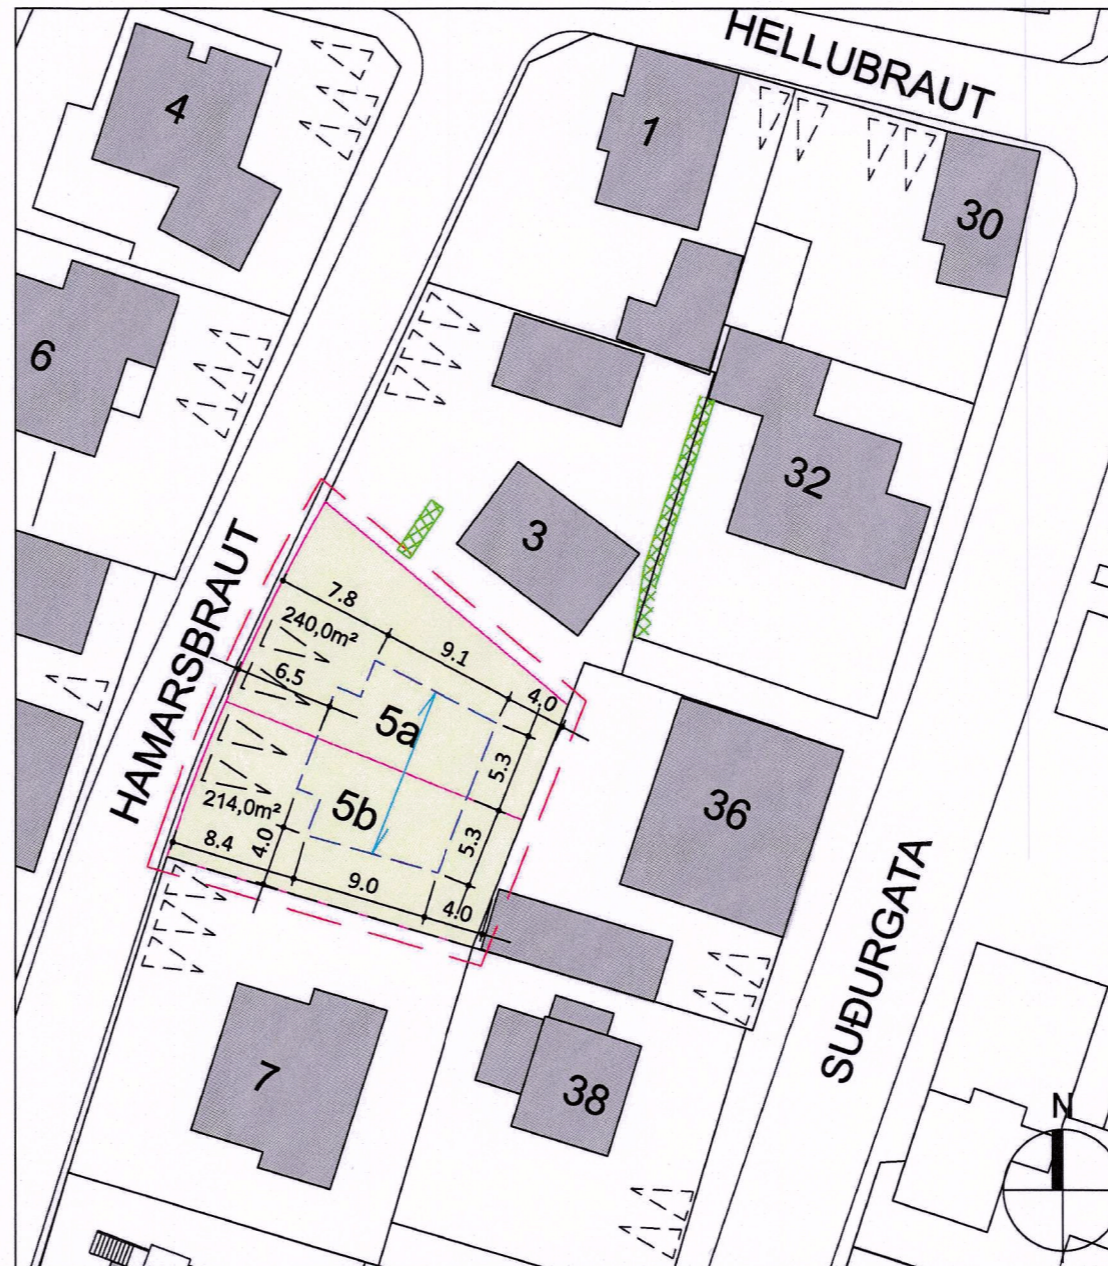 HELLUBRAUT
4
1
30
6
32
3
HAMARSBRAUT
7.8
240,0m²
9.1
6.5
4.0
5a
5.3
5b
36
214,0m²
8.4
4.0
5.3
9.0
4.0
SUÐURGATA
7
38
N